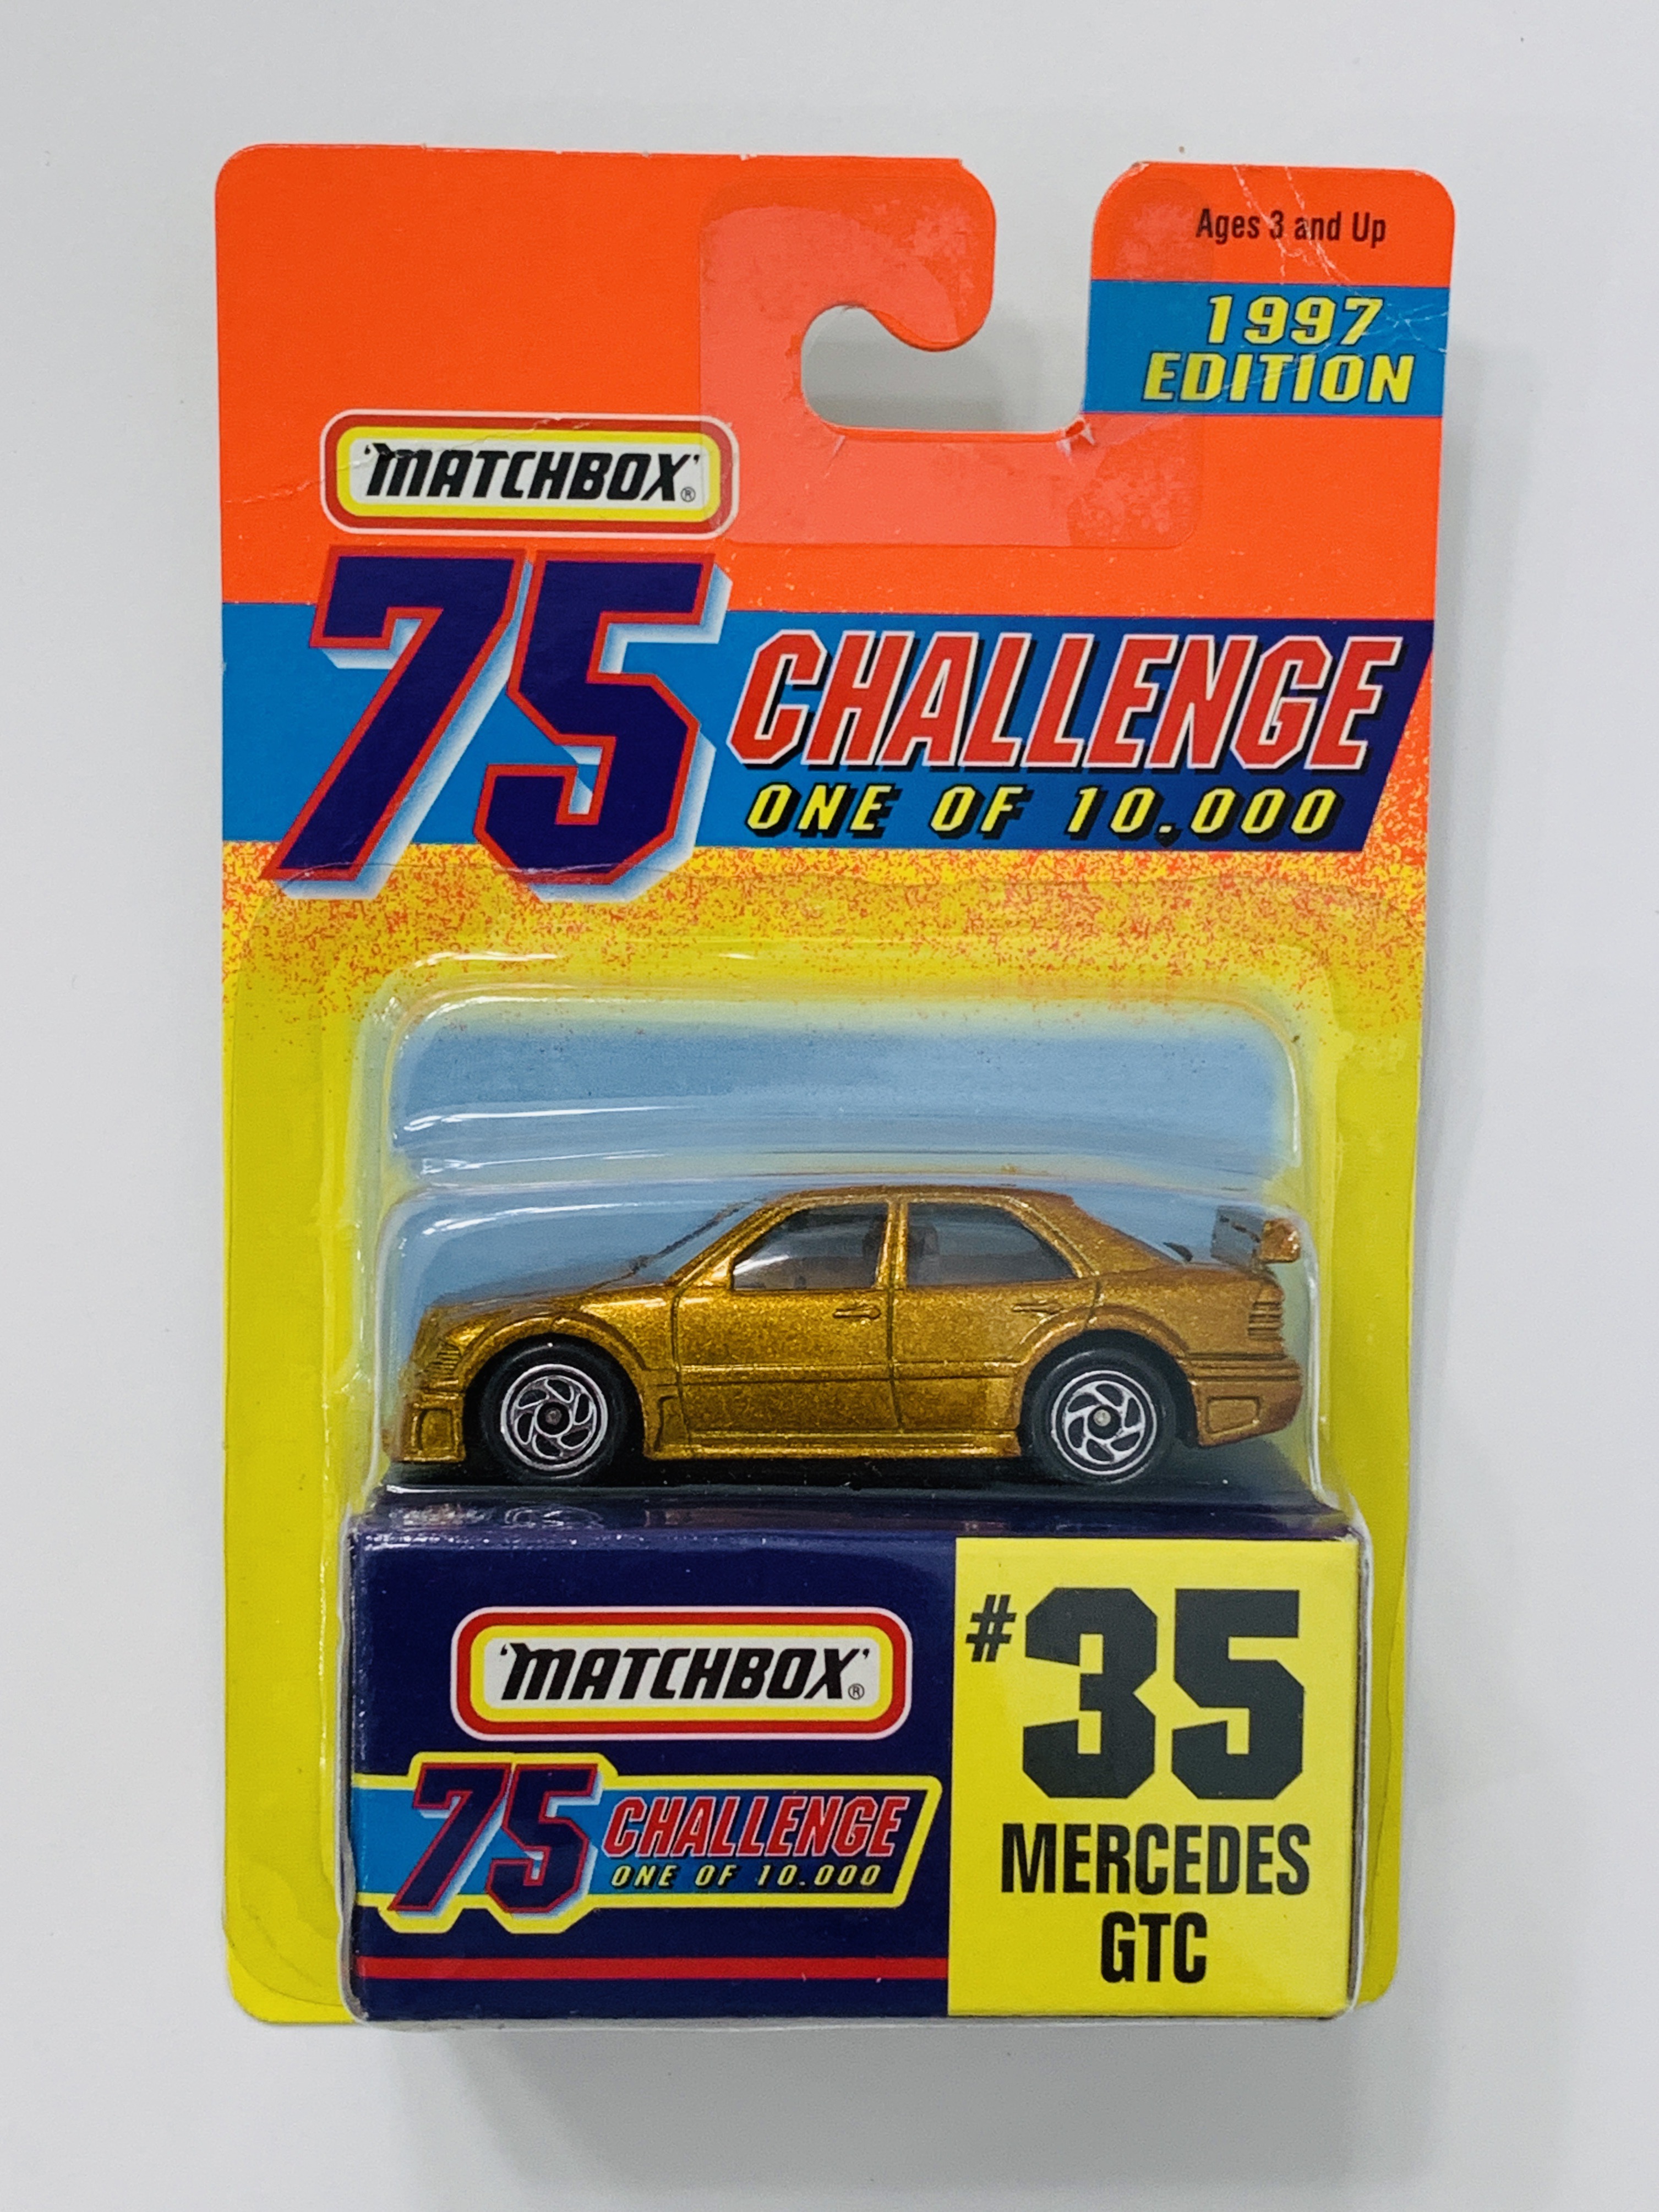 Ages 3 and Up
1997
EDITION
'MATCHBOX'®
75 CHALLENGE
ONE OF 10.000
'MATCHBOX'®
75 CHALLENGE
ONE OF 10.000
#35
MERCEDES
GTC